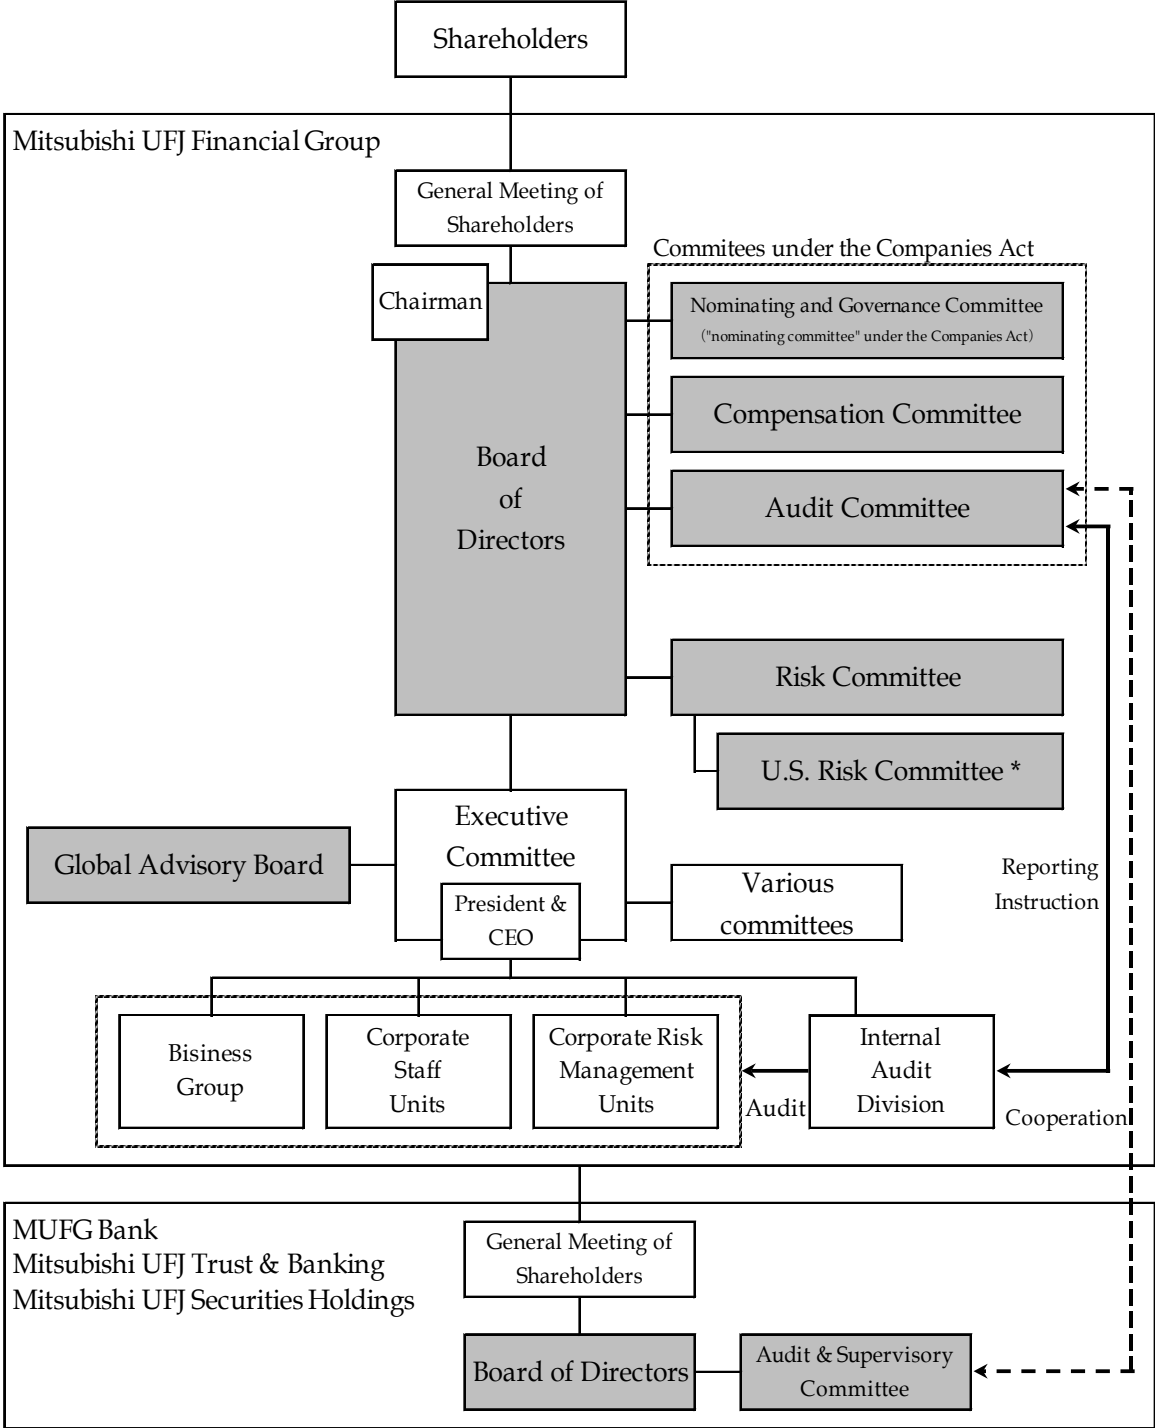 Shareholders
Mitsubishi UFJ Financial Group
General Meeting of
Shareholders
Commitees under the Companies Act
Chairman
Nominating and Governance Committee
("nominating committee" under the Companies Act)
Compensation Committee
Board
of
Directors
Audit Committee
Risk Committee
U.S. Risk Committee *
Executive
Committee
Global Advisory Board
President &
CEO
Various
committees
Reporting
Instruction
Bisiness
Group
Corporate
Staff
Units
Corporate Risk
Management
Units
Audit
Internal
Audit
Division
Cooperation
MUFG Bank
Mitsubishi UFJ Trust & Banking
Mitsubishi UFJ Securities Holdings
General Meeting of
Shareholders
Board of Directors
Audit & Supervisory
Committee